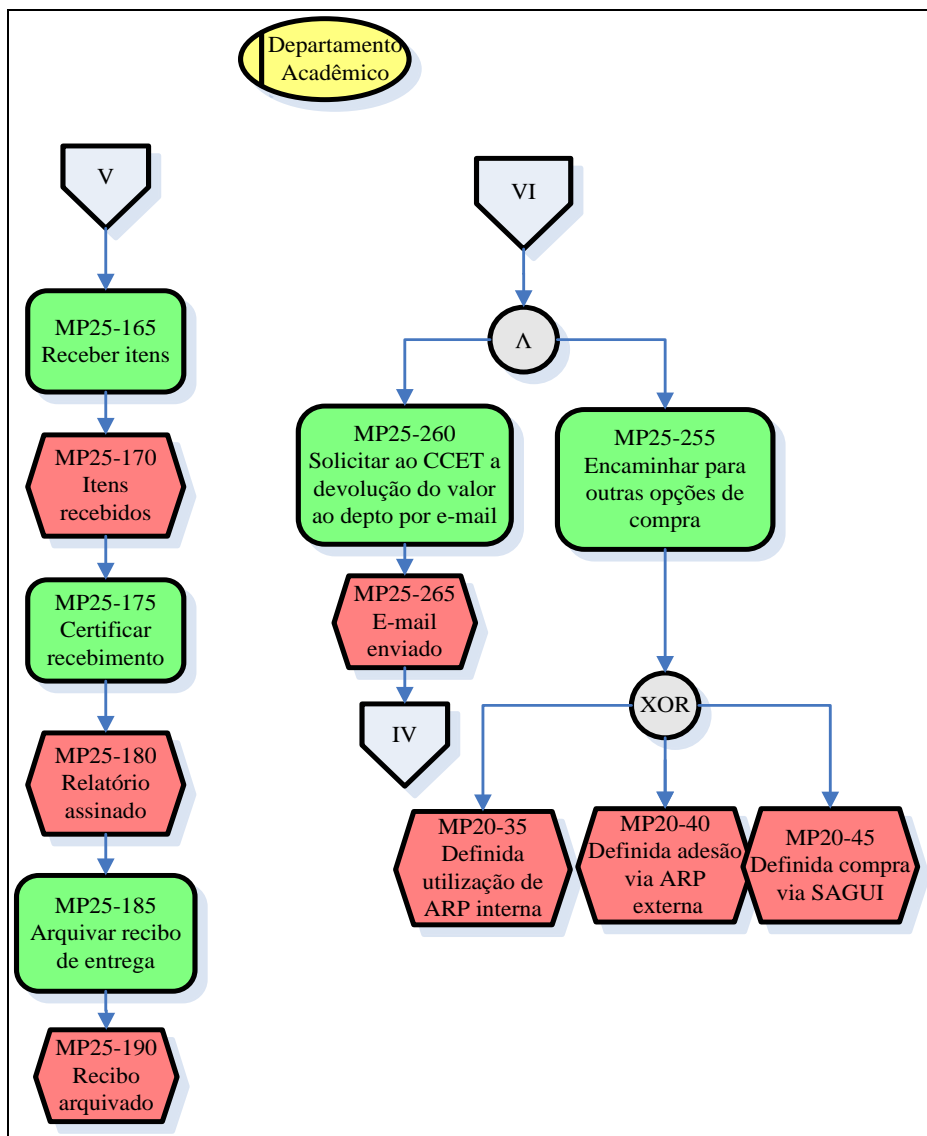 Departamento
Acadêmico
V
MP25-165
Receber itens
MP25-170
Itens
recebidos
MP25-175
Certificar
recebimento
MP25-180
Relatório
assinado
MP25-185
Arquivar recibo
de entrega
MP25-190
Recibo
arquivado
VI
Λ
MP25-260
Solicitar ao CCET a
devolução do valor
ao depto por e-mail
MP25-265
E-mail
enviado
IV
MP25-255
Encaminhar para
outras opções de
compra
XOR
MP20-35
Definida
utilização de
ARP interna
MP20-40
Definida adesão
via ARP
externa
MP20-45
Definida compra
via SAGUI